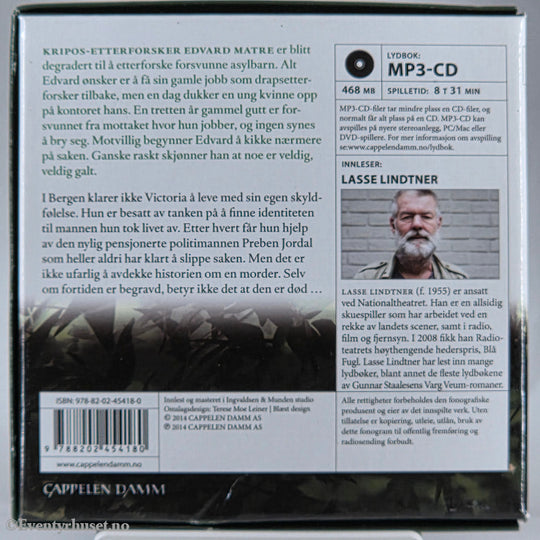 KRIPOS-ETTERFORSKER EDVARD MATRE er blitt
degradert til å etterforske forsvunne asylbarn. Alt
Edvard ønsker er å få sin gamle jobb som drapsetter-
forsker tilbake, men en dag dukker en ung kvinne opp
på kontoret hans. En tretten år gammel gutt er for-
svunnet fra mottaket hvor hun jobber, og ingen synes
å bry seg. Motvillig begynner Edvard å kikke nærmere
på saken. Ganske raskt skjønner han at noe er veldig,
veldig galt.
I Bergen klarer ikke Victoria å leve med sin egen skyld-
følelse. Hun er besatt av tanken på å finne identiteten
til mannen hun tok livet av. Etter hvert får hun hjelp
av den nylig pensjonerte politimannen Preben Jordal
som heller aldri har klart å slippe saken. Men det er
ikke ufarlig å avdekke historien om en morder. Selv
om fortiden er begravd, betyr ikke det at den er død ...
LYDBOK:
MP3-CD
468 MB
SPILLETID: 8 T 31 MIN
MP3-CD-filer tar mindre plass en CD-filer, og
normalt får alt plass på en CD. MP3-CD kan
avspilles på nyere stereoanlegg, PC/Mac eller
DVD-spillere. For mer informasjon om avspilling
se:www.cappelendamm.no/lydbok.
INNLESER:
LASSE LINDTNER
LASSE LINDTNER (f. 1955) er ansatt
ved Nationaltheatret. Han er en allsidig
skuespiller som har arbeidet ved en
rekke av landets scener, samt i radio,
film og fjernsyn. I 2008 fikk han Radio-
teatrets høythengende hederspris, Blå
Fugl. Lasse Lindtner har lest inn mange
lydbøker, blant annet de fleste lydbøkene
av Gunnar Staalesens Varg Veum-romaner.
Alle rettigheter forbeholdes den fonografiske
produsent og eier av det innspilte verk. Uten
tillatelse er kopiering, utleie, utlån, bruk av
dette fonogram til offentlig fremføring og
radiosending forbudt.
ISBN: 978-82-02-45418-0
9 788202 454180
www.cappelendamm.no
Innlest og masteret i Ingvaldsen & Munden studio
Omslagsdesign: Terese Moe Leiner | Blæst design
© 2014 CAPPELEN DAMM AS
℗ 2014 CAPPELEN DAMM AS
CAPPELEN DAMM
© Eventyrhuset.no